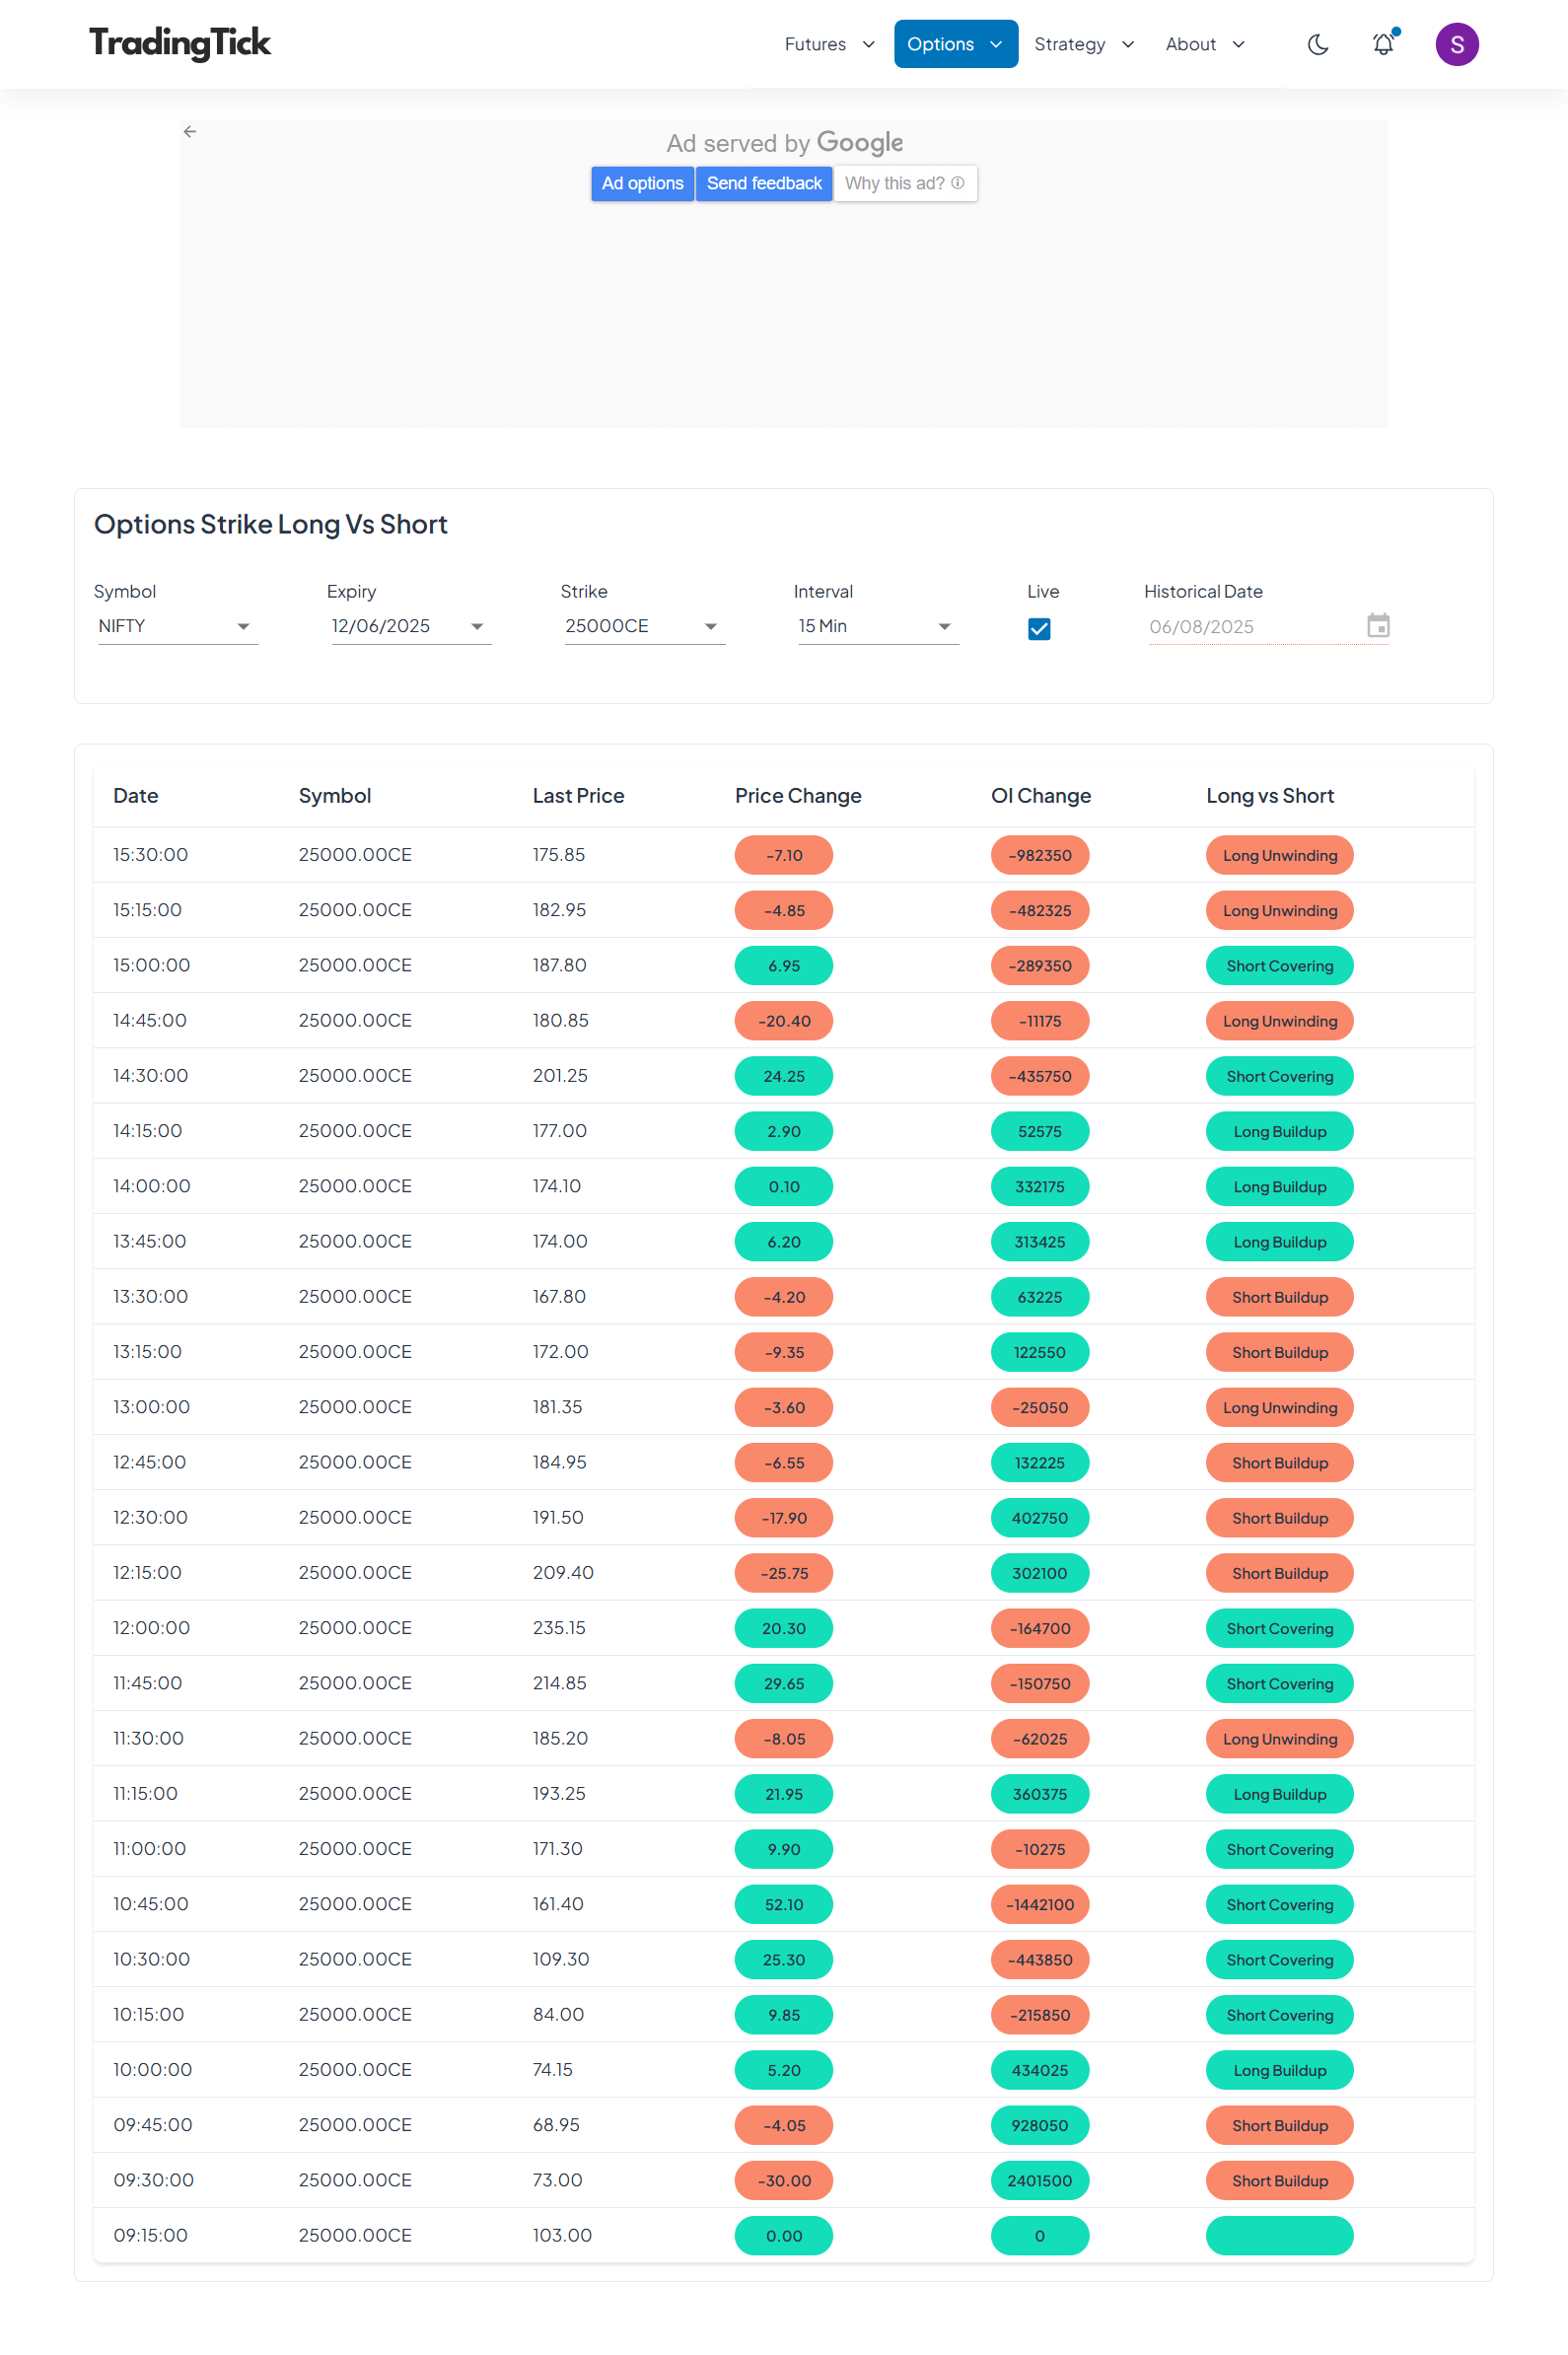 TradingTick
Futures Options Strategy About S
Ad served by Google
Ad options Send feedback Why this ad?
Options Strike Long Vs Short
Symbol Expiry Strike Interval Live Historical Date
NIFTY 12/06/2025 25000CE 15 Min 06/08/2025
Date Symbol Last Price Price Change OI Change Long vs Short
15:30:00 25000.00CE 175.85 -7.10 -982350 Long Unwinding
15:15:00 25000.00CE 182.95 -4.85 -482325 Long Unwinding
15:00:00 25000.00CE 187.80 6.95 -289350 Short Covering
14:45:00 25000.00CE 180.85 -20.40 -11175 Long Unwinding
14:30:00 25000.00CE 201.25 24.25 -435750 Short Covering
14:15:00 25000.00CE 177.00 2.90 52575 Long Buildup
14:00:00 25000.00CE 174.10 0.10 332175 Long Buildup
13:45:00 25000.00CE 174.00 6.20 313425 Long Buildup
13:30:00 25000.00CE 167.80 -4.20 63225 Short Buildup
13:15:00 25000.00CE 172.00 -9.35 122550 Short Buildup
13:00:00 25000.00CE 181.35 -3.60 -25050 Long Unwinding
12:45:00 25000.00CE 184.95 -6.55 132225 Short Buildup
12:30:00 25000.00CE 191.50 -17.90 402750 Short Buildup
12:15:00 25000.00CE 209.40 -25.75 302100 Short Buildup
12:00:00 25000.00CE 235.15 20.30 -164700 Short Covering
11:45:00 25000.00CE 214.85 29.65 -150750 Short Covering
11:30:00 25000.00CE 185.20 -8.05 -62025 Long Unwinding
11:15:00 25000.00CE 193.25 21.95 360375 Long Buildup
11:00:00 25000.00CE 171.30 9.90 -10275 Short Covering
10:45:00 25000.00CE 161.40 52.10 -1442100 Short Covering
10:30:00 25000.00CE 109.30 25.30 -443850 Short Covering
10:15:00 25000.00CE 84.00 9.85 -215850 Short Covering
10:00:00 25000.00CE 74.15 5.20 434025 Long Buildup
09:45:00 25000.00CE 68.95 -4.05 928050 Short Buildup
09:30:00 25000.00CE 73.00 -30.00 2401500 Short Buildup
09:15:00 25000.00CE 103.00 0.00 0